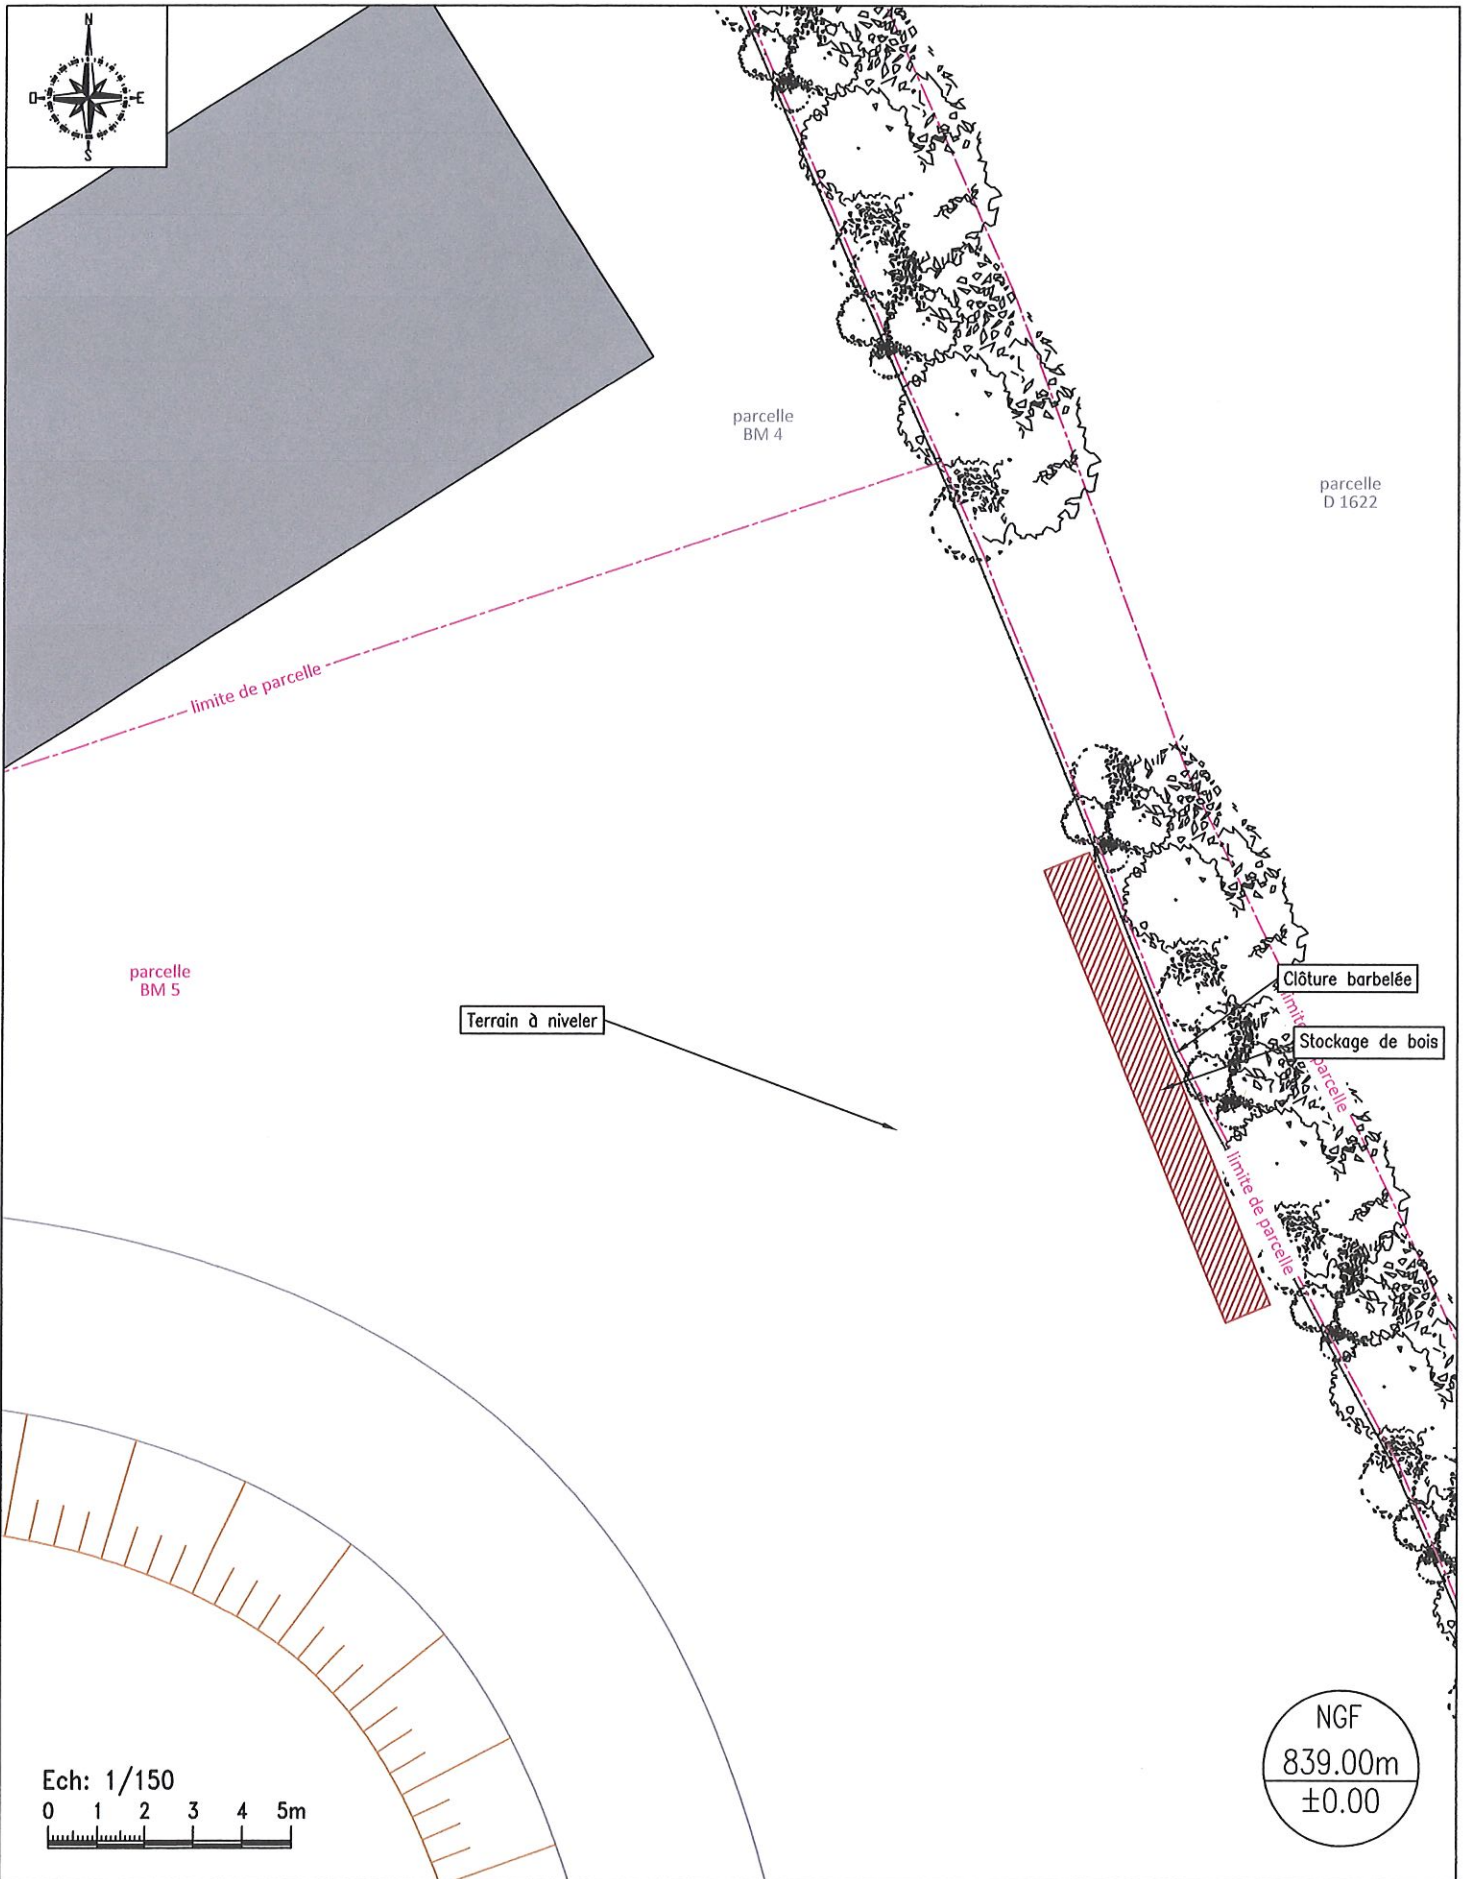 N
O
E
S
parcelle
BM 4
parcelle
D 1622
limite de parcelle
parcelle
BM 5
Clôture barbelée
Terrain à niveler
Stockage de bois
limite
parcelle
limite de parcelle
NGF
839.00m
±0.00
Ech: 1/150
0 1 2 3 4 5m